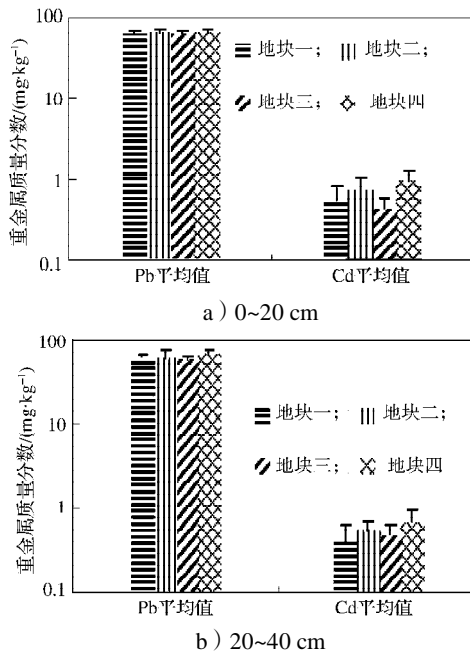 重金属质量分数/(mg·kg⁻¹)
100
10
1
0.1
地块一； 地块二；
地块三； 地块四
Pb平均值 Cd平均值
a）0~20 cm
重金属质量分数/(mg·kg⁻¹)
100
10
1
0.1
地块一； 地块二；
地块三； 地块四
Pb平均值 Cd平均值
b）20~40 cm